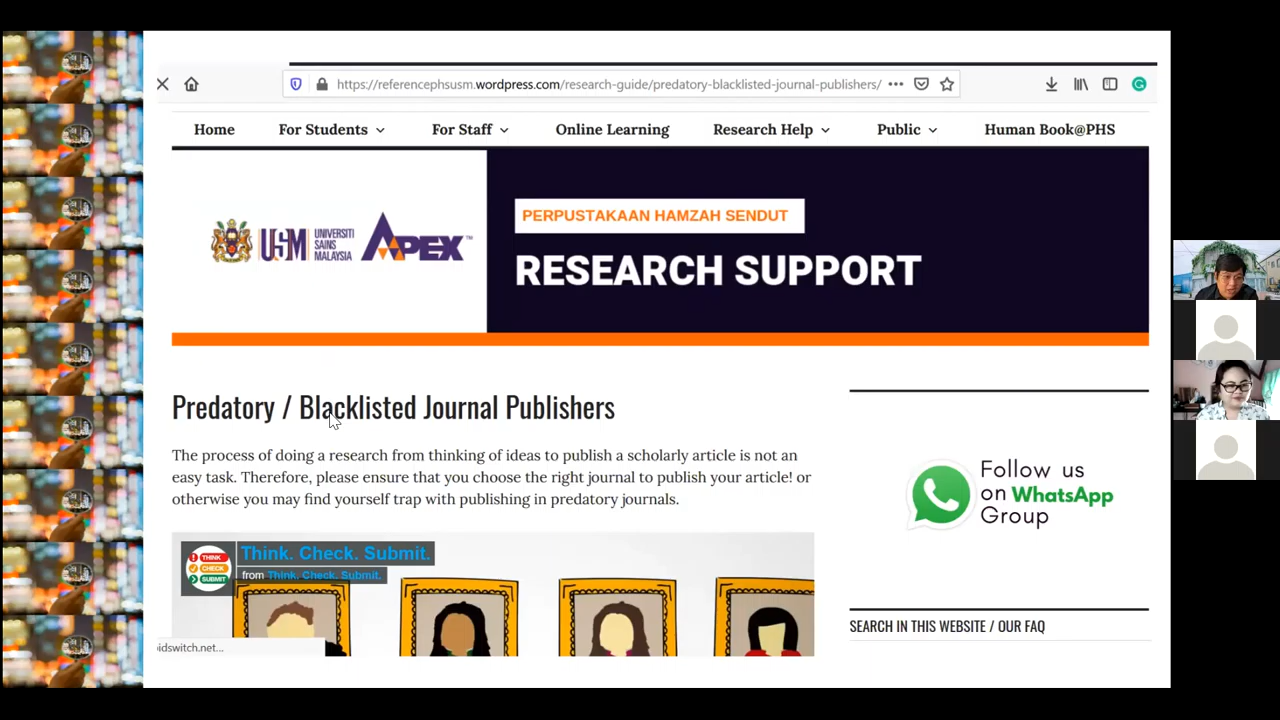 https://referencephsusm.wordpress.com/research-guide/predatory-blacklisted-journal-publishers/
Home For Students For Staff Online Learning Research Help Public Human Book@PHS
USM
UNIVERSITI
SAINS
MALAYSIA
APEX™
PERPUSTAKAAN HAMZAH SENDUT
RESEARCH SUPPORT
Predatory / Blacklisted Journal Publishers
The process of doing a research from thinking of ideas to publish a scholarly article is not an
easy task. Therefore, please ensure that you choose the right journal to publish your article! or
otherwise you may find yourself trap with publishing in predatory journals.
THINK
CHECK
SUBMIT
Think. Check. Submit.
from Think. Check. Submit.
Follow us
on WhatsApp
Group
SEARCH IN THIS WEBSITE / OUR FAQ
idswitch.net...